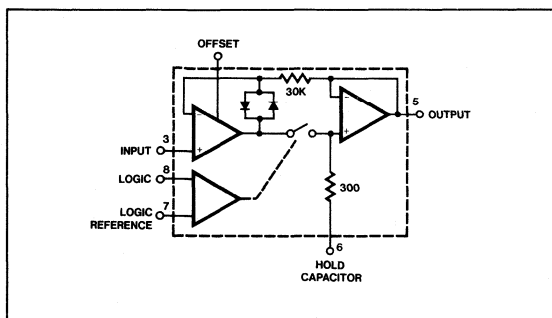 OFFSET
30K
5
OUTPUT
−
−
3
INPUT
+
+
8
LOGIC
300
7
LOGIC
REFERENCE
6
HOLD
CAPACITOR